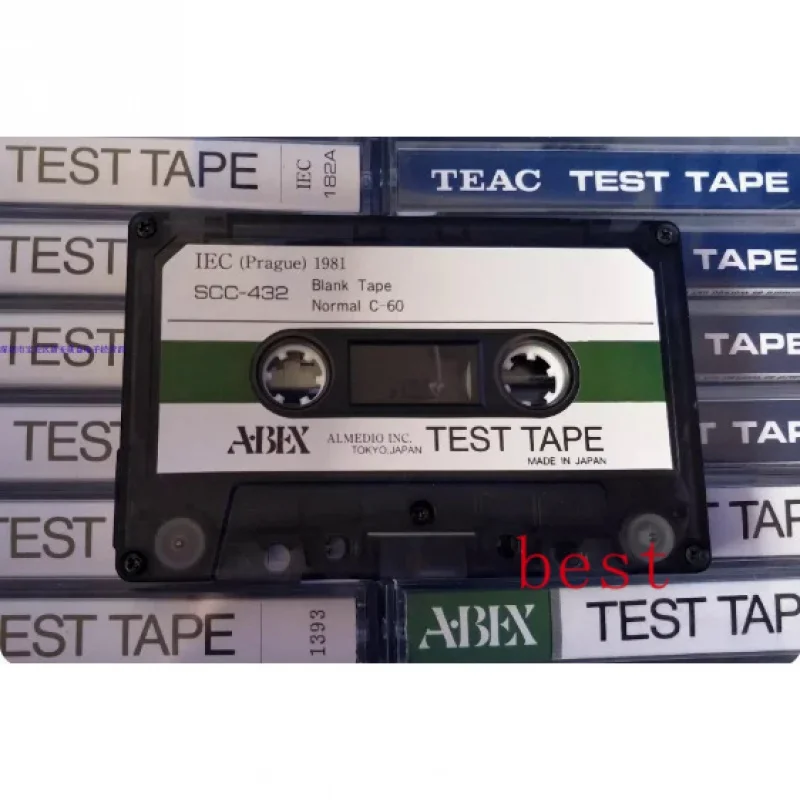 TEST TAPE
IEC
182A
TEAC TEST TAPE
TEST
TAPE
IEC (Prague) 1981
SCC-432 Blank Tape
Normal C-60
TAPE
TEST
TAP
A·BEX ALMEDIO INC.
TOKYO.JAPAN
TEST TAPE
MADE IN JAPAN
TEST
TAP
best
EST TAPE
1393
A·BEX TEST TAP